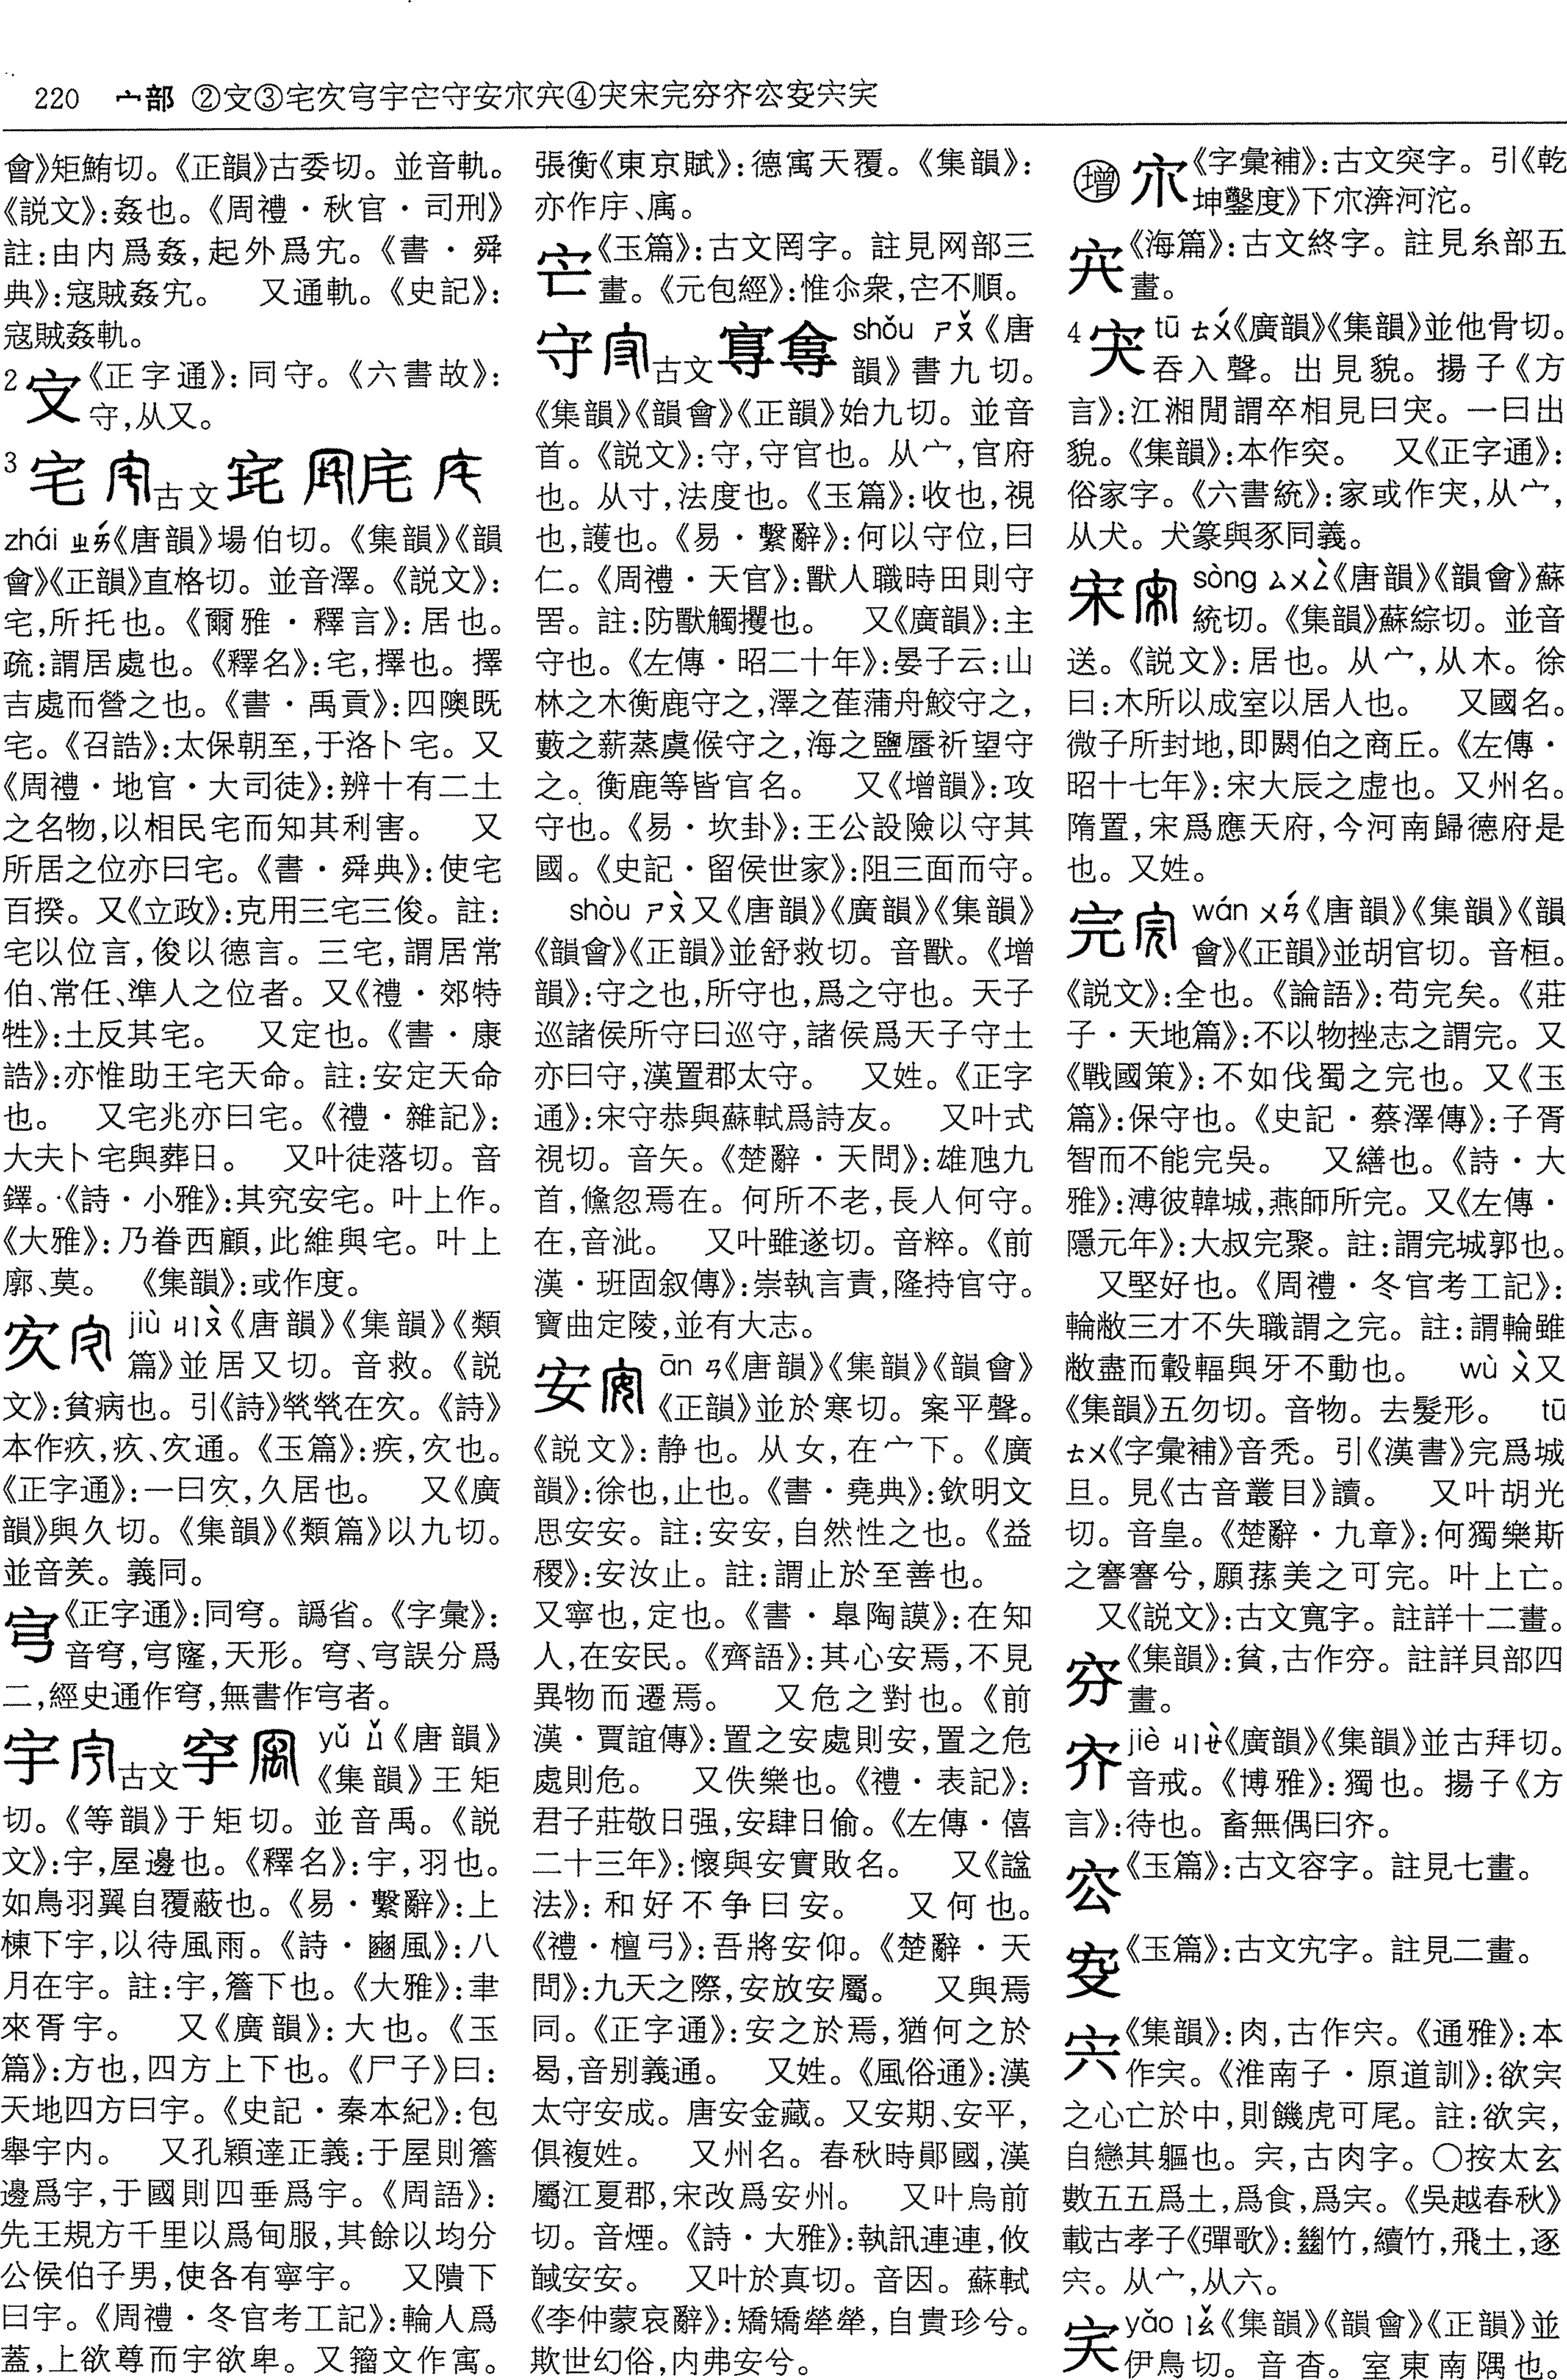 220 宀部 ②㝊③宅㝌㝍宇㝎守安宋宍④突宋完㝏㝏㝐㝑宍㝔
會》矩鮪切。《正韻》古委切。並音軌。
《説文》:姦也。《周禮・秋官・司刑》
註:由内爲姦,起外爲宄。《書・舜
典》:寇賊姦宄。 又通軌。《史記》:
寇賊姦軌。
2 㝊《正字通》:同守。《六書故》:
守,从又。
3 宅 古文
zhái ㄓㄞˊ《唐韻》場伯切。《集韻》《韻
會》《正韻》直格切。並音澤。《説文》:
宅,所托也。《爾雅・釋言》:居也。
疏:謂居處也。《釋名》:宅,擇也。擇
吉處而營之也。《書・禹貢》:四隩既
宅。《召誥》:太保朝至,于洛卜宅。又
《周禮・地官・大司徒》:辨十有二土
之名物,以相民宅而知其利害。 又
所居之位亦曰宅。《書・舜典》:使宅
百揆。又《立政》:克用三宅三俊。註:
宅以位言,俊以德言。三宅,謂居常
伯、常任、準人之位者。又《禮・郊特
牲》:土反其宅。 又定也。《書・康
誥》:亦惟助王宅天命。註:安定天命
也。 又宅兆亦曰宅。《禮・雜記》:
大夫卜宅與葬日。 又叶徒落切。音
鐸。《詩・小雅》:其究安宅。叶上作。
《大雅》:乃眷西顧,此維與宅。叶上
廓、莫。 《集韻》:或作度。
㝌 jiù ㄐㄧㄡˋ《唐韻》《集韻》《類
篇》並居又切。音救。《説
文》:貧病也。引《詩》煢煢在㝌。《詩》
本作疚,疚、㝌通。《玉篇》:疾,㝌也。
《正字通》:一曰㝌,久居也。 又《廣
韻》與久切。《集韻》《類篇》以九切。
並音羑。義同。
《正字通》:同穹。譌省。《字彙》:
音穹,穹窿,天形。穹、㝍誤分爲
二,經史通作穹,無書作㝍者。
宇 古文 yǔ ㄩˇ《唐韻》
《集韻》王矩
切。《等韻》于矩切。並音禹。《説
文》:宇,屋邊也。《釋名》:宇,羽也。
如鳥羽翼自覆蔽也。《易・繫辭》:上
棟下宇,以待風雨。《詩・豳風》:八
月在宇。註:宇,簷下也。《大雅》:聿
來胥宇。 又《廣韻》:大也。《玉
篇》:方也,四方上下也。《尸子》曰:
天地四方曰宇。《史記・秦本紀》:包
舉宇内。 又孔穎達正義:于屋則簷
邊爲宇,于國則四垂爲宇。《周語》:
先王規方千里以爲甸服,其餘以均分
公侯伯子男,使各有寧宇。 又隤下
曰宇。《周禮・冬官考工記》:輪人爲
蓋,上欲尊而宇欲卑。又籀文作㝢。
張衡《東京賦》:德寓天覆。《集韻》:
亦作㡰、㢏。
《玉篇》:古文罔字。註見网部三
畫。《元包經》:惟尒衆,㝃不順。
守 古文 shǒu ㄕㄡˇ《唐
韻》書九切。
《集韻》《韻會》《正韻》始九切。並音
首。《説文》:守,守官也。从宀,官府
也。从寸,法度也。《玉篇》:收也,視
也,護也。《易・繫辭》:何以守位,曰
仁。《周禮・天官》:獸人職時田則守
罟。註:防獸觸攫也。 又《廣韻》:主
守也。《左傳・昭二十年》:晏子云:山
林之木衡鹿守之,澤之萑蒲舟鮫守之,
藪之薪蒸虞候守之,海之鹽蜃祈望守
之。衡鹿等皆官名。 又《增韻》:攻
守也。《易・坎卦》:王公設險以守其
國。《史記・留侯世家》:阻三面而守。
shòu ㄕㄡˋ又《唐韻》《廣韻》《集韻》
《韻會》《正韻》並舒救切。音獸。《增
韻》:守之也,所守也,爲之守也。天子
巡諸侯所守曰巡守,諸侯爲天子守土
亦曰守,漢置郡太守。 又姓。《正字
通》:宋守恭與蘇軾爲詩友。 又叶式
視切。音矢。《楚辭・天問》:雄虺九
首,儵忽焉在。何所不老,長人何守。
在,音泚。 又叶雖遂切。音粹。《前
漢・班固叙傳》:崇執言責,隆持官守。
寶曲定陵,並有大志。
安 ān ㄢ《唐韻》《集韻》《韻會》
《正韻》並於寒切。案平聲。
《説文》:静也。从女,在宀下。《廣
韻》:徐也,止也。《書・堯典》:欽明文
思安安。註:安安,自然性之也。《益
稷》:安汝止。註:謂止於至善也。
又寧也,定也。《書・皐陶謨》:在知
人,在安民。《齊語》:其心安焉,不見
異物而遷焉。 又危之對也。《前
漢・賈誼傳》:置之安處則安,置之危
處則危。 又佚樂也。《禮・表記》:
君子莊敬日强,安肆日偷。《左傳・僖
二十三年》:懷與安實敗名。 又《謚
法》:和好不争曰安。 又何也。
《禮・檀弓》:吾將安仰。《楚辭・天
問》:九天之際,安放安屬。 又與焉
同。《正字通》:安之於焉,猶何之於
曷,音别義通。 又姓。《風俗通》:漢
太守安成。唐安金藏。又安期、安平,
俱複姓。 又州名。春秋時鄖國,漢
屬江夏郡,宋改爲安州。 又叶烏前
切。音煙。《詩・大雅》:執訊連連,攸
馘安安。 又叶於真切。音因。蘇軾
《李仲蒙哀辭》:矯矯犖犖,自貴珍兮。
欺世幻俗,内弗安兮。
增 《字彙補》:古文突字。引《乾
坤鑿度》下㝉濟河沱。
《海篇》:古文終字。註見糸部五
畫。
4 宊 tū ㄊㄨˊ《廣韻》《集韻》並他骨切。
吞入聲。出見貌。揚子《方
言》:江湘閒謂卒相見曰宊。一曰出
貌。《集韻》:本作突。 又《正字通》:
俗家字。《六書統》:家或作宊,从宀,
从犬。犬篆與豕同義。
宋 sòng ㄙㄨㄥˋ《唐韻》《韻會》蘇
統切。《集韻》蘇綜切。並音
送。《説文》:居也。从宀,从木。徐
曰:木所以成室以居人也。 又國名。
微子所封地,即閼伯之商丘。《左傳・
昭十七年》:宋大辰之虚也。又州名。
隋置,宋爲應天府,今河南歸德府是
也。又姓。
完 wán ㄨㄢˊ《唐韻》《集韻》《韻
會》《正韻》並胡官切。音桓。
《説文》:全也。《論語》:苟完矣。《莊
子・天地篇》:不以物挫志之謂完。又
《戰國策》:不如伐蜀之完也。又《玉
篇》:保守也。《史記・蔡澤傳》:子胥
智而不能完吳。 又繕也。《詩・大
雅》:溥彼韓城,燕師所完。又《左傳・
隱元年》:大叔完聚。註:謂完城郭也。
又堅好也。《周禮・冬官考工記》:
輪敝三才不失職謂之完。註:謂輪雖
敝盡而轂輻與牙不動也。 wù ㄨˋ又
《集韻》五勿切。音物。去髮形。 tū
ㄊㄨ《字彙補》音秃。引《漢書》完爲城
旦。見《古音叢目》讀。 又叶胡光
切。音皇。《楚辭・九章》:何獨樂斯
之謇謇兮,願蓀美之可完。叶上亡。
又《説文》:古文寬字。註詳十二畫。
《集韻》:貧,古作㝎。註詳貝部四
畫。
㝏 jiè ㄐㄧㄝˋ《廣韻》《集韻》並古拜切。
音戒。《博雅》:獨也。揚子《方
言》:待也。畜無偶曰㝏。
《玉篇》:古文容字。註見七畫。
《玉篇》:古文宄字。註見二畫。
宍《集韻》:肉,古作宍。《通雅》:本
作宍。《淮南子・原道訓》:欲宍
之心亡於中,則饑虎可尾。註:欲宍,
自戀其軀也。宍,古肉字。○按太玄
數五五爲土,爲食,爲宍。《吳越春秋》
載古孝子《彈歌》:㡭竹,續竹,飛土,逐
宍。从宀,从六。
㝔 yǎo ㄧㄠˇ《集韻》《韻會》《正韻》並
伊鳥切。音杳。室東南隅也。